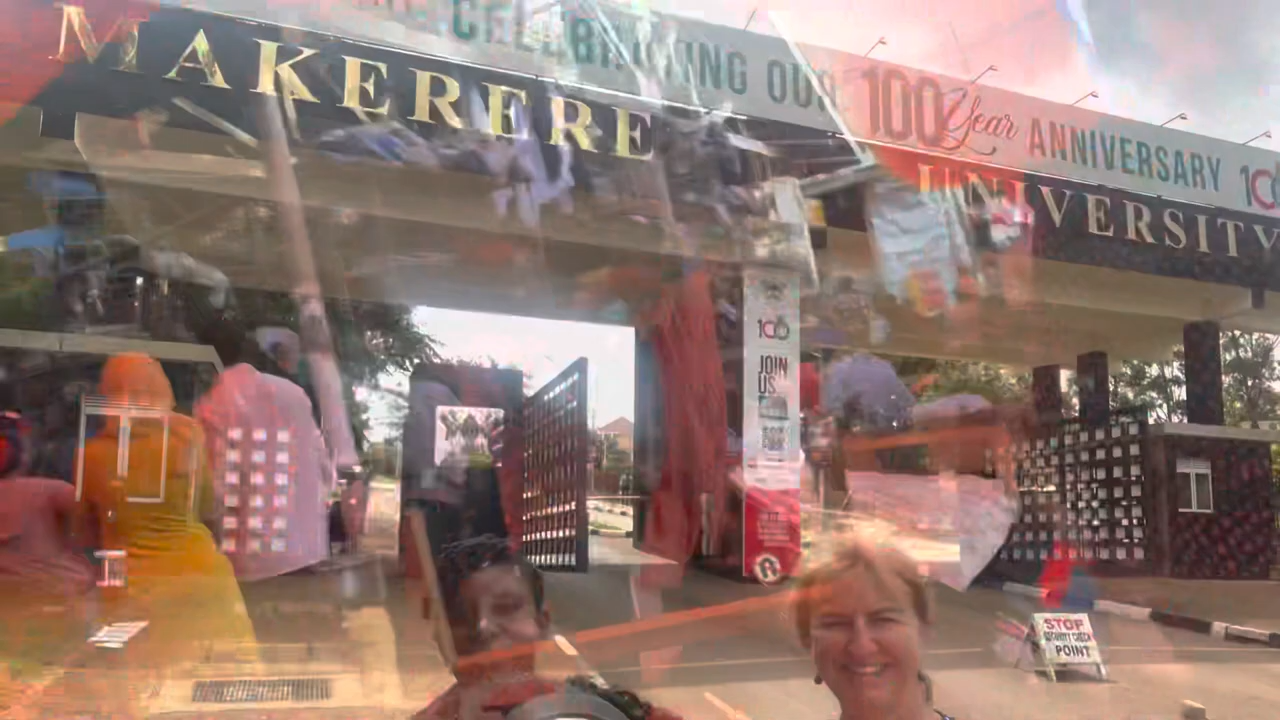 CELEBRATING OUR 100 Year ANNIVERSARY
MAKERERE UNIVERSITY
100
JOIN
US
STOP
SECURITY CHECK
POINT